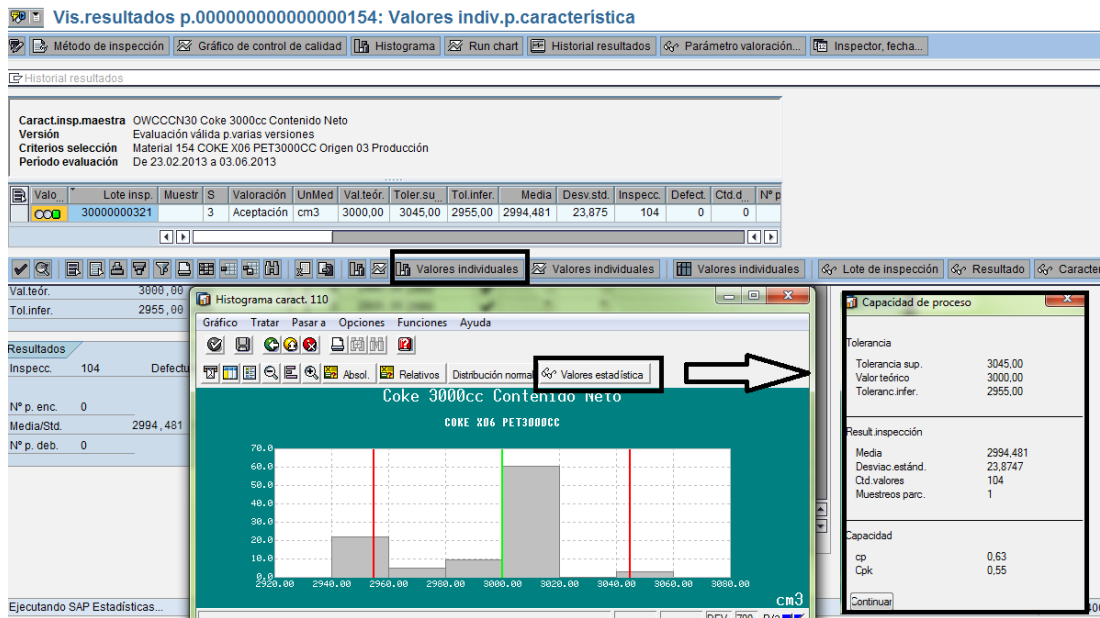 Vis.resultados p.000000000000000154: Valores indiv.p.característica
Método de inspección Gráfico de control de calidad Histograma Run chart Historial resultados Parámetro valoración... Inspector, fecha...
Historial resultados
Caract.insp.maestra OWCCCN30 Coke 3000cc Contenido Neto
Versión Evaluación válida p.varias versiones
Criterios selección Material 154 COKE X06 PET3000CC Origen 03 Producción
Período evaluación De 23.02.2013 a 03.06.2013
Valo... Lote insp. Muestr S Valoración UnMed Val.teór. Toler.su... Tol.infer. Media Desv.std. Inspecc. Defect. Ctd.d... Nº p
30000000321 3 Aceptación cm3 3000,00 3045,00 2955,00 2994,481 23,875 104 0 0
Valores individuales Valores individuales Valores individuales Lote de inspección Resultado Caracte
Val.teór. 3000,00
Tol.infer. 2955,00
Resultados
Inspecc. 104 Defectu
Nº p. enc. 0
Media/Std. 2994,481
Nº p. deb. 0
Histograma caract. 110
Gráfico Tratar Pasar a Opciones Funciones Ayuda
Absol. Relativos Distribución normal Valores estadística
Coke 3000cc Contenido Neto
COKE X06 PET3000CC
70.0
60.0
50.0
40.0
30.0
20.0
10.0
0.0
2920.00 2940.00 2960.00 2980.00 3000.00 3020.00 3040.00 3060.00 3080.00
cm3
Capacidad de proceso
Tolerancia
Tolerancia sup. 3045,00
Valor teórico 3000,00
Toleranc.infer. 2955,00
Result.inspección
Media 2994,481
Desviac.estánd. 23,8747
Ctd.valores 104
Muestreos parc. 1
Capacidad
cp 0,63
Cpk 0,55
Continuar
Ejecutando SAP Estadísticas...